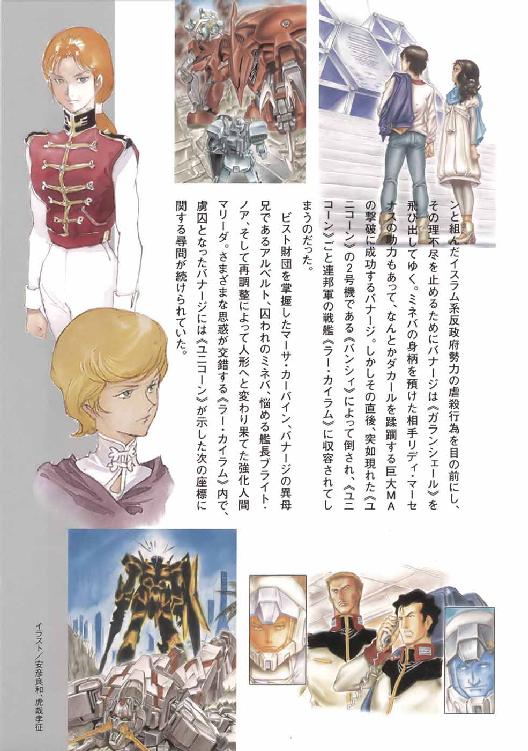 ンと組んだイスラム系反政府勢力の虐殺行為を目の前にし、
その理不尽を止めるためにバナージは《ガランシェール》を
飛び出してゆく。ミネバの身柄を預けた相手リディ・マーセ
ナスの助力もあって、なんとかダカールを蹂躙する巨大MA
の撃破に成功するバナージ。しかしその直後、突如現れた《ユ
ニコーン》の2号機である《バンシィ》によって倒され、《ユニ
コーン》ごと連邦軍の戦艦《ラー・カイラム》に収容されてし
まうのだった。
ビスト財団を掌握したマーサ・カーバイン、バナージの異母
兄であるアルベルト、囚われのミネバ、悩める艦長ブライト・
ノア、そして再調整によって人形へと変わり果てた強化人間
マリーダ。さまざまな思惑が交錯する《ラー・カイラム》内で、
虜囚となったバナージには《ユニコーン》が示した次の座標に
関する尋問が続けられていた。
イラスト/安彦良和、虎哉孝征